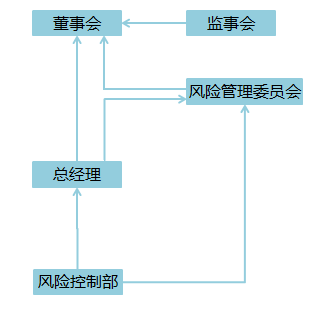 董事会
监事会
风险管理委员会
总经理
风险控制部